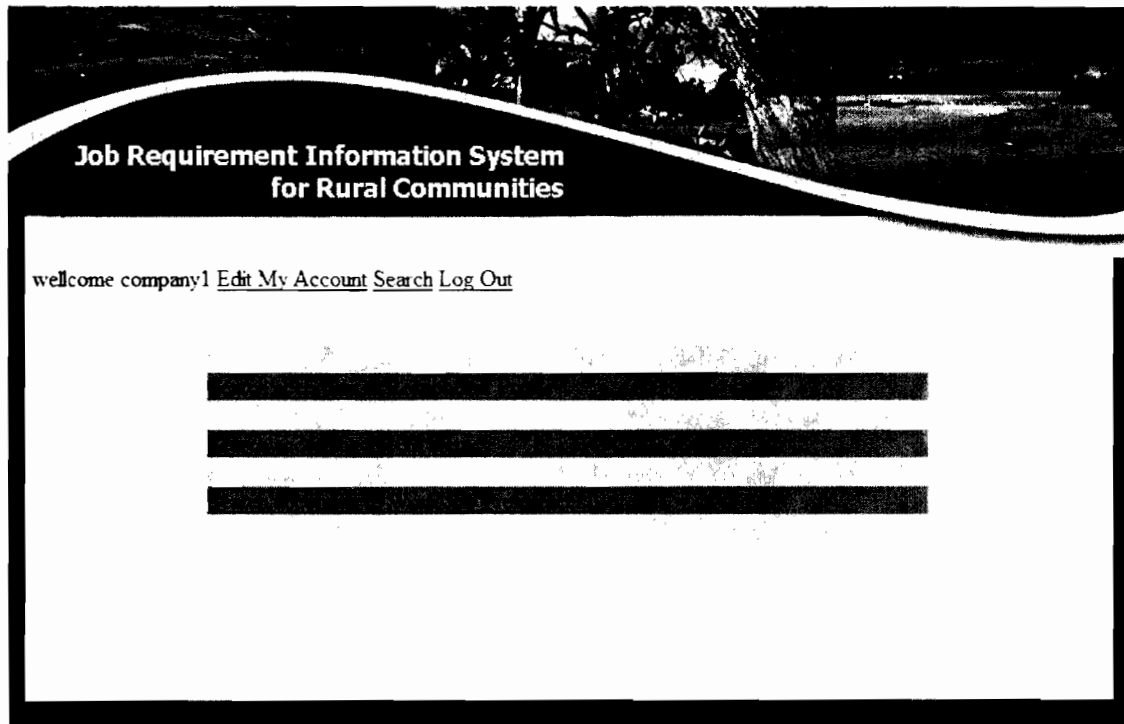 Job Requirement Information System
for Rural Communities
wellcome company1 Edit My Account Search Log Out